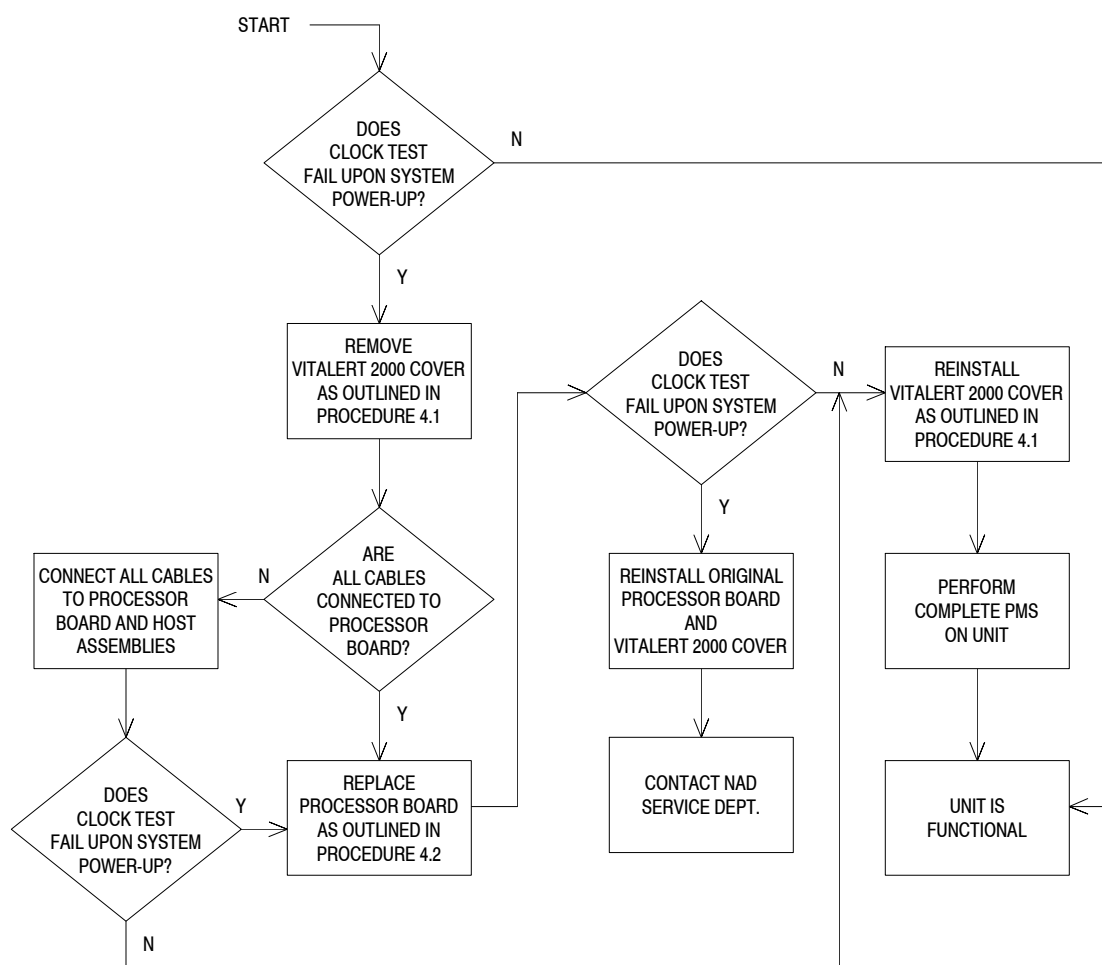 START
DOES
CLOCK TEST
FAIL UPON SYSTEM
POWER-UP?
N
Y
REMOVE
VITALERT 2000 COVER
AS OUTLINED IN
PROCEDURE 4.1
ARE
ALL CABLES
CONNECTED TO
PROCESSOR
BOARD?
N
Y
CONNECT ALL CABLES
TO PROCESSOR
BOARD AND HOST
ASSEMBLIES
DOES
CLOCK TEST
FAIL UPON SYSTEM
POWER-UP?
Y
N
REPLACE
PROCESSOR BOARD
AS OUTLINED IN
PROCEDURE 4.2
DOES
CLOCK TEST
FAIL UPON SYSTEM
POWER-UP?
N
Y
REINSTALL ORIGINAL
PROCESSOR BOARD
AND
VITALERT 2000 COVER
CONTACT NAD
SERVICE DEPT.
REINSTALL
VITALERT 2000 COVER
AS OUTLINED IN
PROCEDURE 4.1
PERFORM
COMPLETE PMS
ON UNIT
UNIT IS
FUNCTIONAL